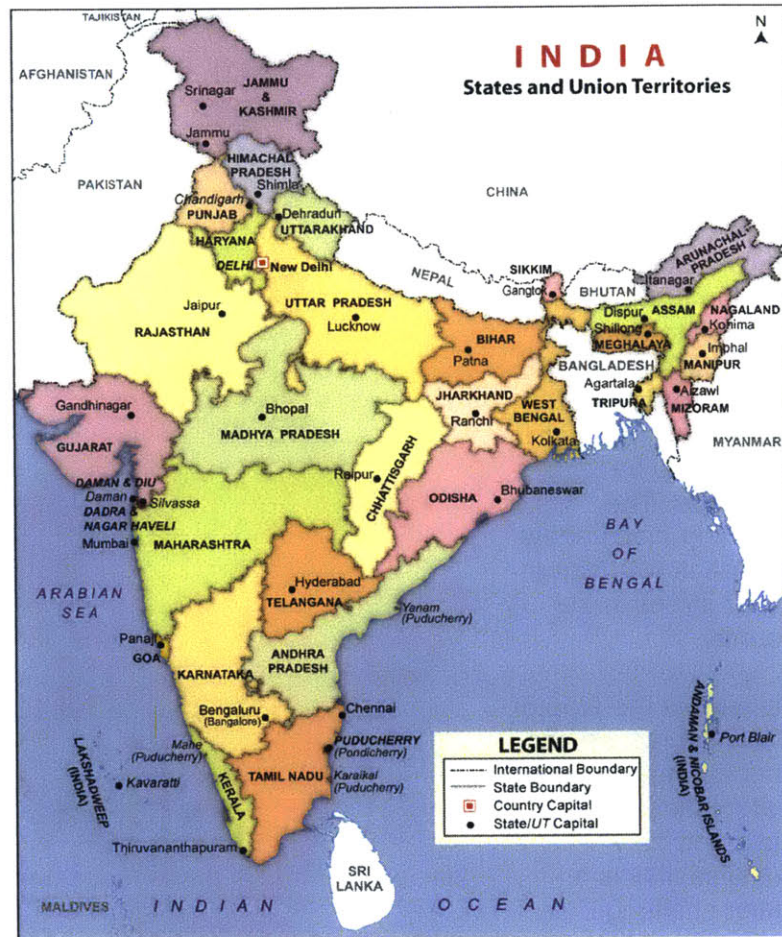 TAJIKISTAN
N
INDIA
States and Union Territories
AFGHANISTAN
JAMMU
&
KASHMIR
Srinagar
Jammu
HIMACHAL
PRADESH
Shimla
PAKISTAN
CHINA
Chandigarh
PUNJAB
Dehradun
UTTARAKHAND
HARYANA
DELHI
New Delhi
ARUNACHAL
PRADESH
NEPAL
SIKKIM
Gangtok
BHUTAN
Itanagar
UTTAR PRADESH
Lucknow
Jaipur
RAJASTHAN
Dispur
ASSAM
NAGALAND
Shillong
Kohima
MEGHALAYA
BIHAR
Patna
Imphal
MANIPUR
BANGLADESH
Agartala
TRIPURA
Aizawl
MIZORAM
JHARKHAND
Ranchi
WEST
BENGAL
Kolkata
Gandhinagar
GUJARAT
Bhopal
MADHYA PRADESH
MYANMAR
CHHATTISGARH
Raipur
DAMAN & DIU
Daman
Silvassa
DADRA &
NAGAR HAVELI
ODISHA
Bhubaneswar
Mumbai
MAHARASHTRA
BAY
OF
BENGAL
ARABIAN
SEA
Hyderabad
TELANGANA
Yanam
(Puducherry)
Panaji
GOA
KARNATAKA
ANDHRA
PRADESH
Bengaluru
(Bangalore)
Chennai
Mahe
(Puducherry)
PUDUCHERRY
(Pondicherry)
LAKSHADWEEP
(INDIA)
Kavaratti
KERALA
TAMIL NADU
Karaikal
(Puducherry)
ANDAMAN & NICOBAR ISLANDS
(INDIA)
Port Blair
LEGEND
International Boundary
State Boundary
Country Capital
State/UT Capital
Thiruvananthapuram
SRI
LANKA
MALDIVES
INDIAN OCEAN